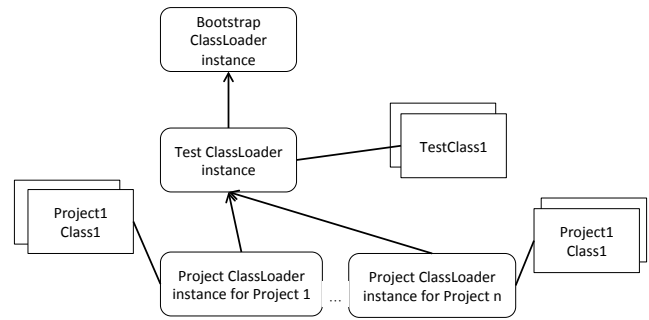 Bootstrap
ClassLoader
instance
Test ClassLoader
instance
TestClass1
Project1
Class1
Project1
Class1
Project ClassLoader
instance for Project 1
...
Project ClassLoader
instance for Project n